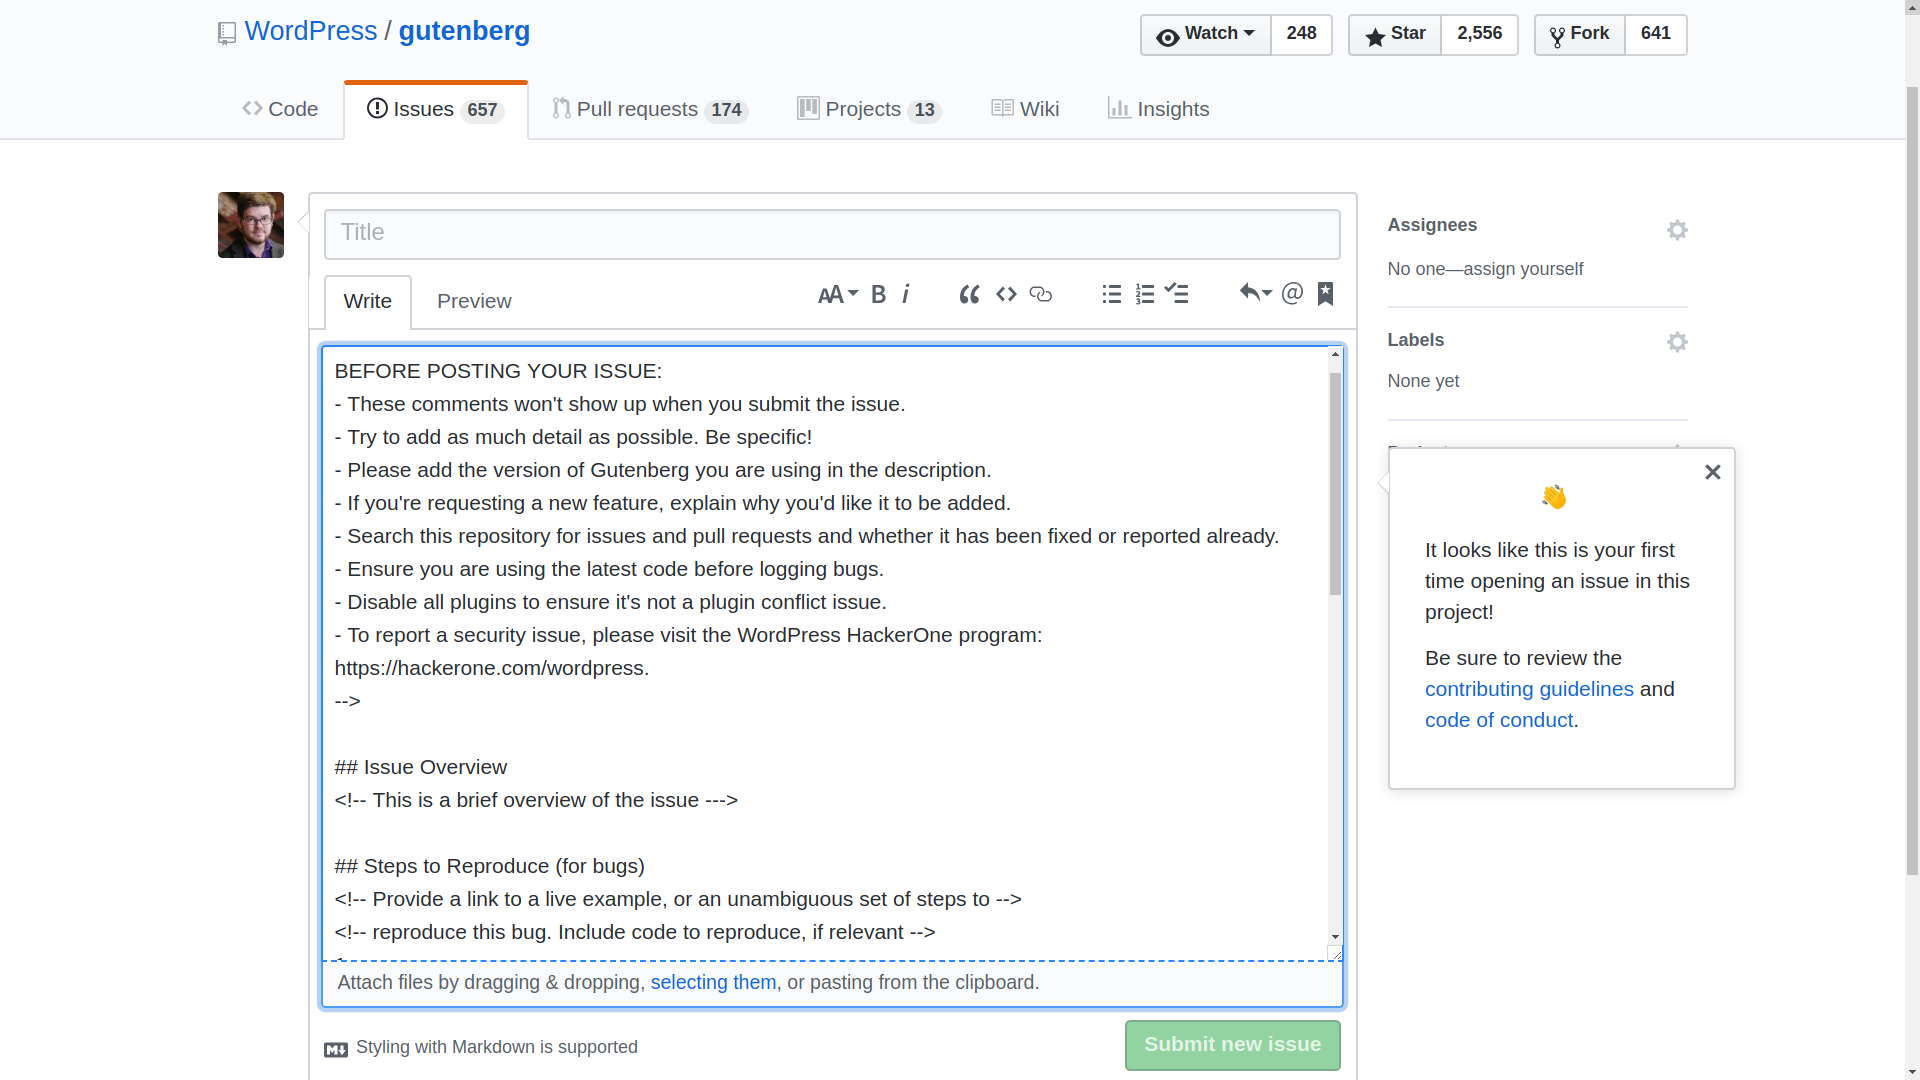 WordPress / gutenberg
Watch 248
Star 2,556
Fork 641
Code
Issues 657
Pull requests 174
Projects 13
Wiki
Insights
Title
Write
Preview
AA B i
@
BEFORE POSTING YOUR ISSUE:
- These comments won't show up when you submit the issue.
- Try to add as much detail as possible. Be specific!
- Please add the version of Gutenberg you are using in the description.
- If you're requesting a new feature, explain why you'd like it to be added.
- Search this repository for issues and pull requests and whether it has been fixed or reported already.
- Ensure you are using the latest code before logging bugs.
- Disable all plugins to ensure it's not a plugin conflict issue.
- To report a security issue, please visit the WordPress HackerOne program:
https://hackerone.com/wordpress.
-->
## Issue Overview
<!-- This is a brief overview of the issue --->
## Steps to Reproduce (for bugs)
<!-- Provide a link to a live example, or an unambiguous set of steps to -->
<!-- reproduce this bug. Include code to reproduce, if relevant -->
Attach files by dragging & dropping, selecting them, or pasting from the clipboard.
Styling with Markdown is supported
Submit new issue
Assignees
No one—assign yourself
Labels
None yet
It looks like this is your first
time opening an issue in this
project!
Be sure to review the
contributing guidelines and
code of conduct.